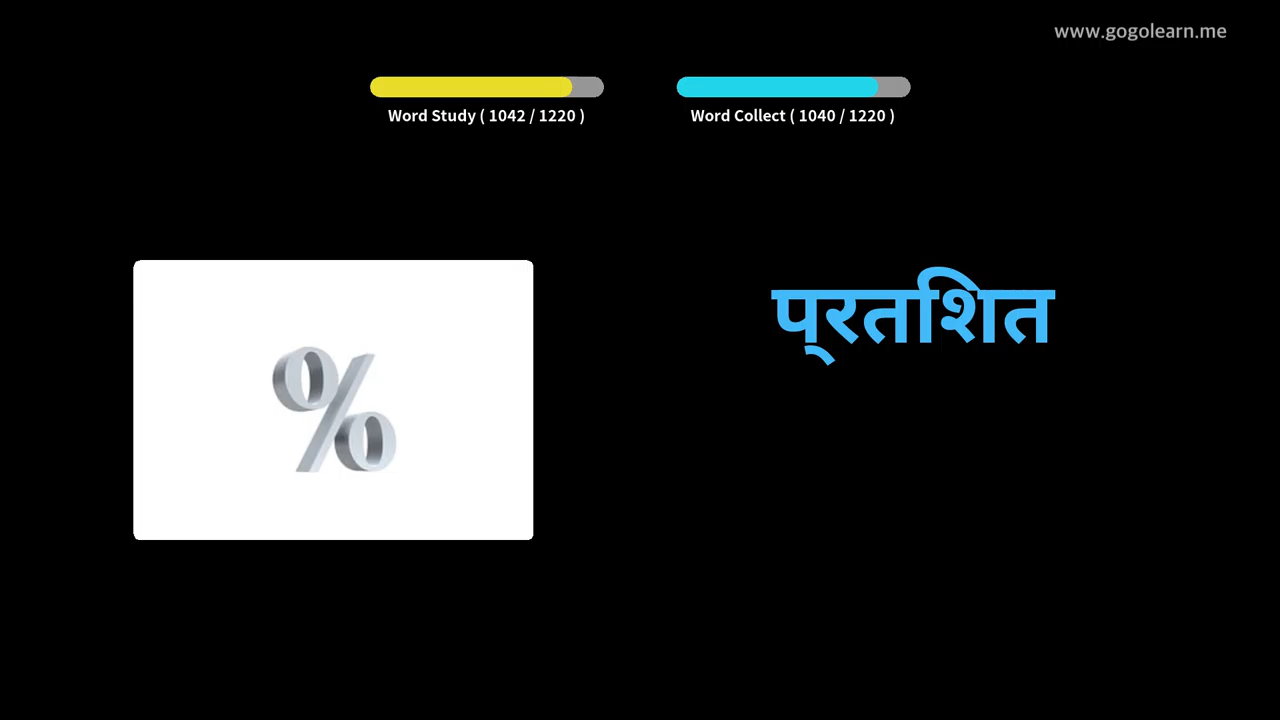 www.gogolearn.me
Word Study ( 1042 / 1220 )
Word Collect ( 1040 / 1220 )
%
प्रतिशत